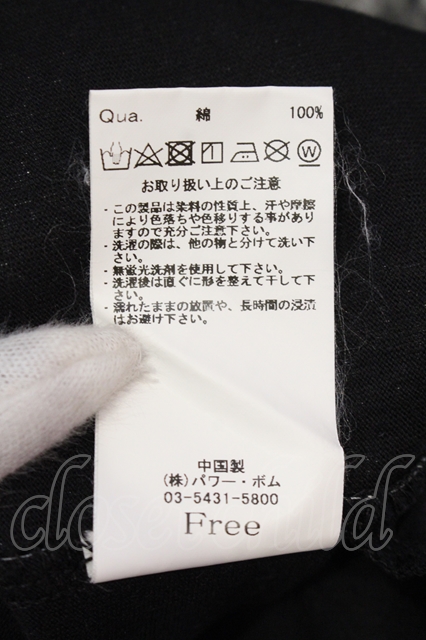 Qua. 綿 100%
お取り扱い上のご注意
・この製品は染料の性質上、汗や摩擦
により色落ちや色移りする事があり
ますので充分ご注意下さい。
・洗濯の際は、他の物と分けて洗い下
さい。
・無蛍光洗剤を使用して下さい。
・洗濯後は直ぐに形を整えて干して下
さい。
・濡れたままの放置や、長時間の浸漬
はお避け下さい。
中国製
(株)パワー・ボム
03-5431-5800
Free
closet child